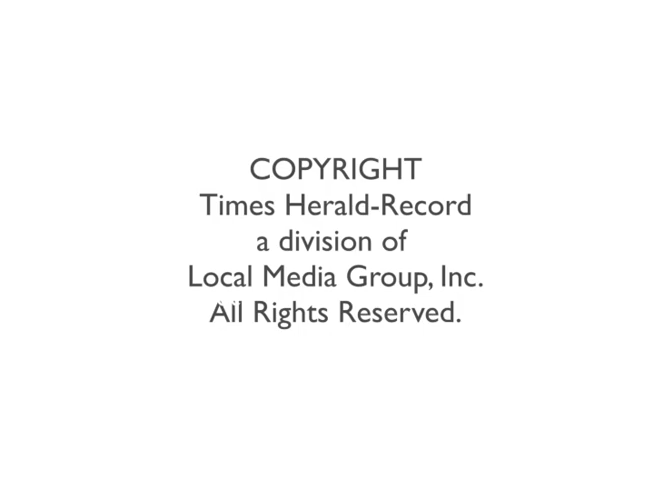 COPYRIGHT
Times Herald-Record
a division of
Local Media Group, Inc.
All Rights Reserved.